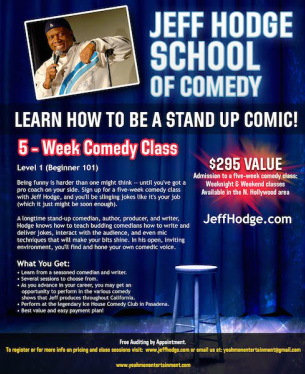 JEFF HODGE
SCHOOL
OF COMEDY
LEARN HOW TO BE A STAND UP COMIC!
5 - Week Comedy Class
Level 1 (Beginner 101)
$295 VALUE
Admission to a five-week comedy class;
Weeknight & Weekend classes
Available in the N. Hollywood area
JeffHodge.com
Being funny is harder than one might think -- until you've got
a pro coach on your side. Sign up for a five-week comedy class
with Jeff Hodge, and you'll be slinging jokes like it's your job
(which it just might be soon enough).
A longtime stand-up comedian, author, producer, and writer,
Hodge knows how to teach budding comedians how to write and
deliver jokes, interact with the audience, and even mic
techniques that will make your bits shine. In his open, inviting
environment, you'll find and hone your own comedic voice.
What You Get:
• Learn from a seasoned comedian and writer.
• Several sessions to choose from.
• As you advance in your career, you may get an
opportunity to perform in the various comedy
shows that Jeff produces throughout California.
• Perform at the legendary Ice House Comedy Club in Pasadena.
• Best value and easy payment plan!
Free Auditing by Appointment.
To register or for more info on pricing and class sessions visit: www.jeffhodge.com or email us at: yeahmanentertainment@gmail.com
www.yeahmanentertainment.com